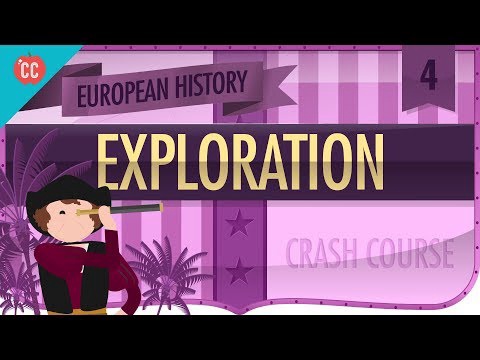 CC
EUROPEAN HISTORY
4
EXPLORATION
CRASH COURSE